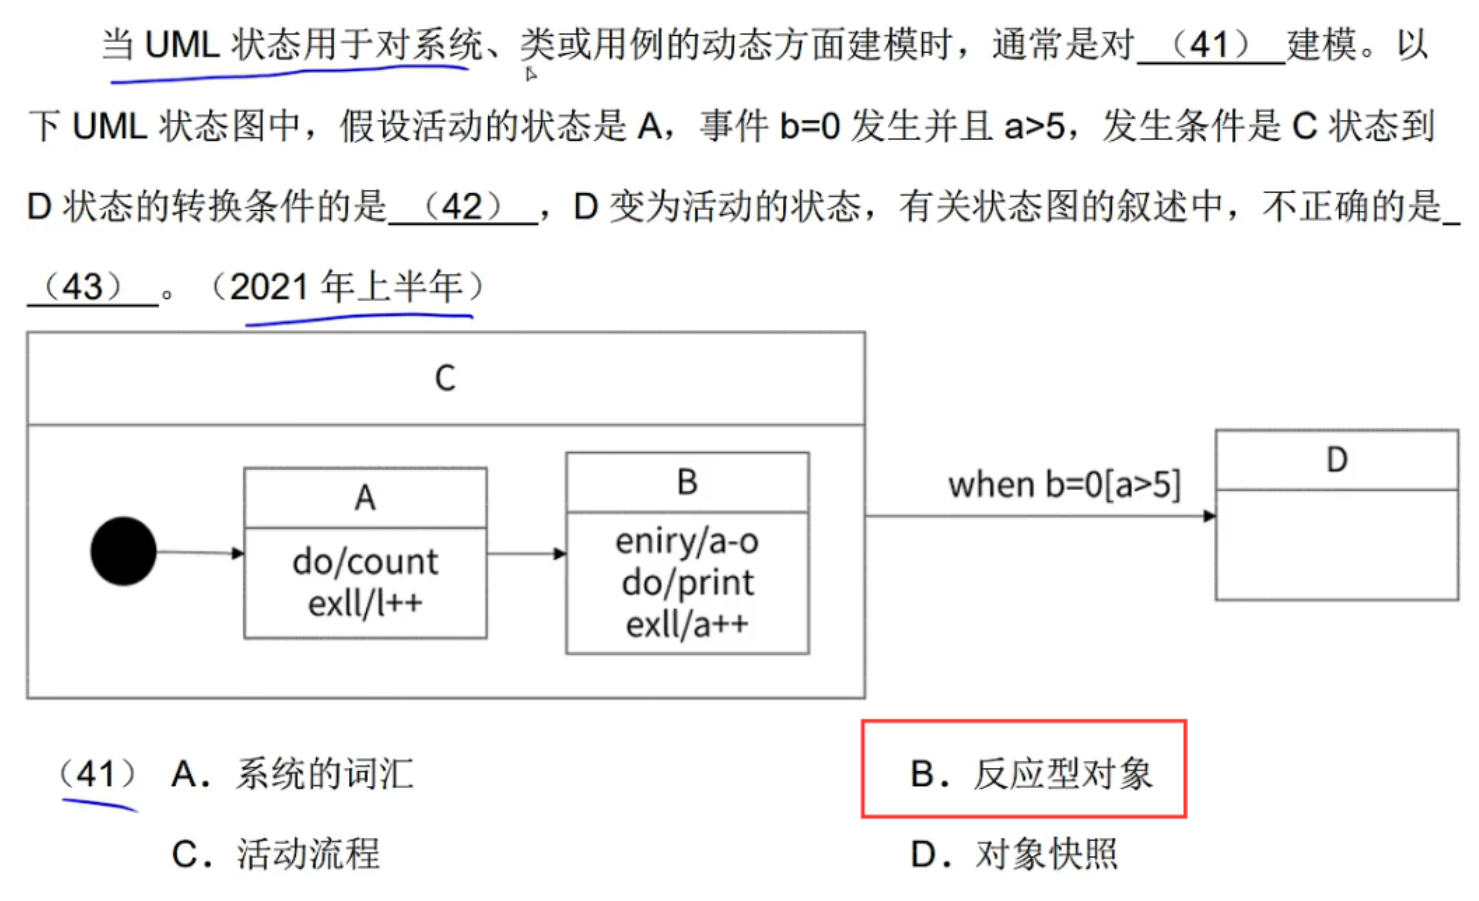 当 UML 状态用于对系统、类或用例的动态方面建模时，通常是对 （41） 建模。以
下 UML 状态图中，假设活动的状态是 A，事件 b=0 发生并且 a>5，发生条件是 C 状态到
D 状态的转换条件的是 （42） ，D 变为活动的状态，有关状态图的叙述中，不正确的是_
（43） 。（2021 年上半年）
C
A
do/count
exll/l++
B
eniry/a-o
do/print
exll/a++
when b=0[a>5]
D
（41） A．系统的词汇 B．反应型对象
C．活动流程 D．对象快照